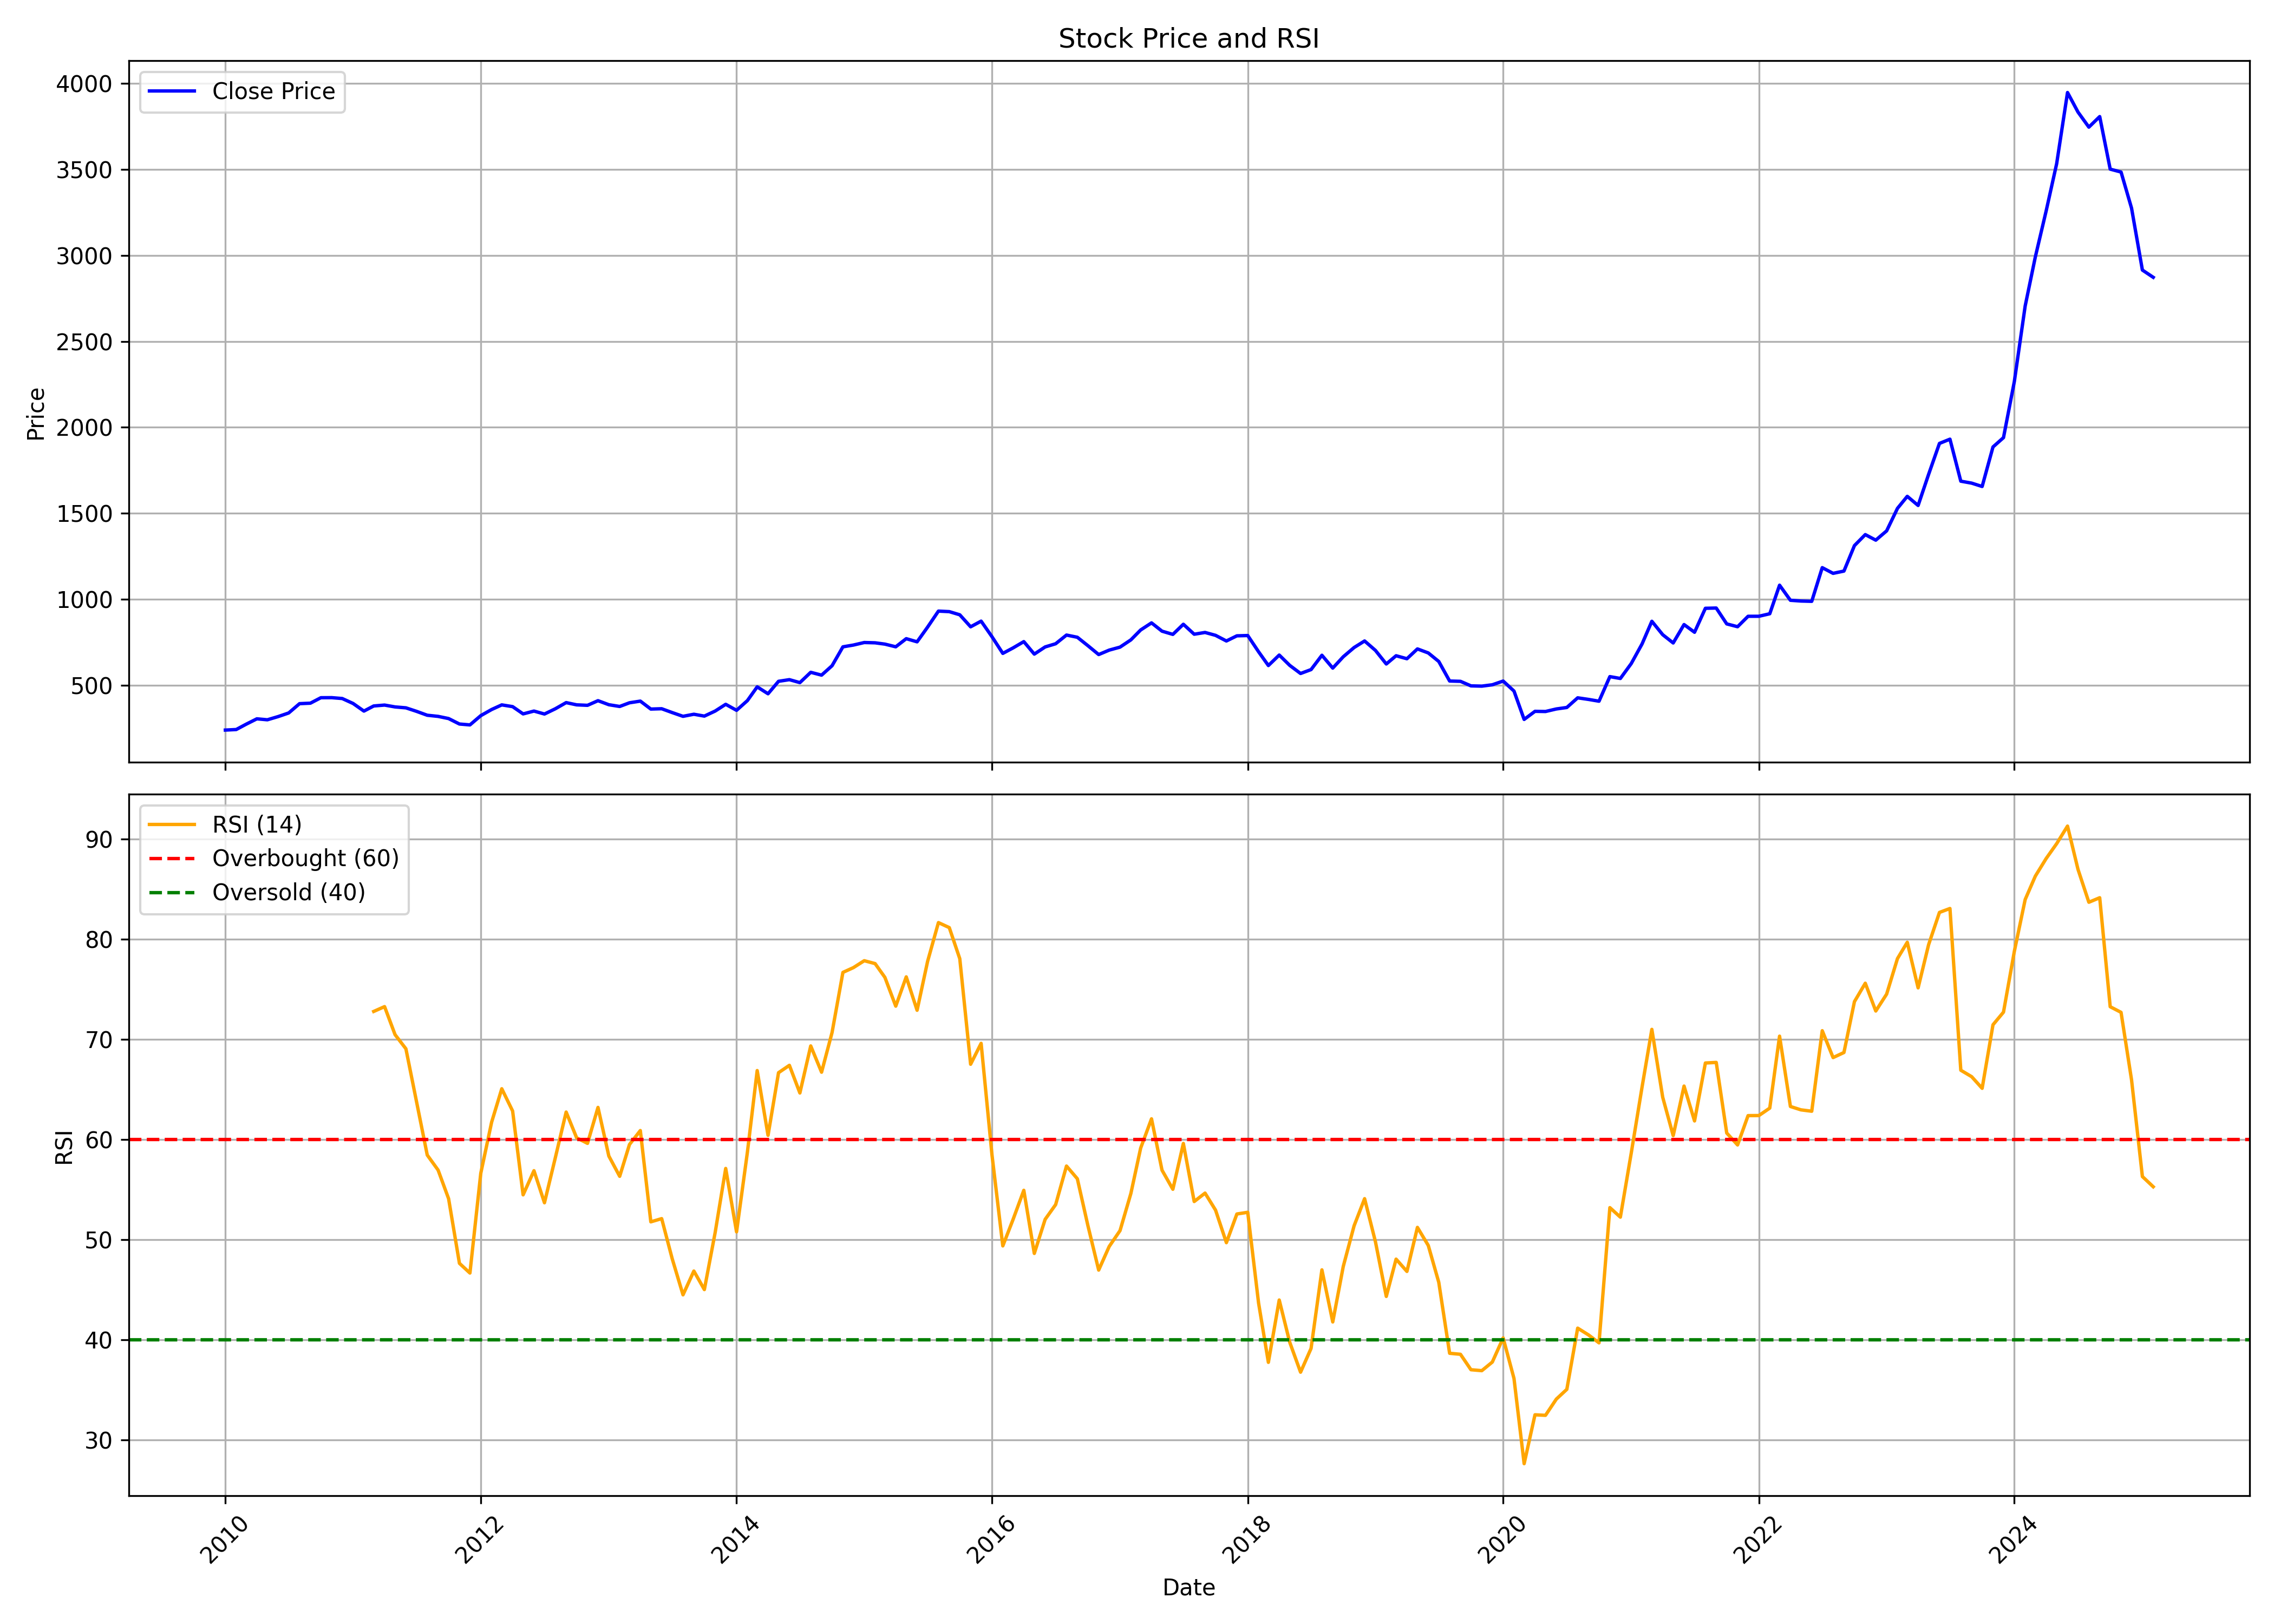 Stock Price and RSI
Close Price
4000
3500
3000
2500
2000
1500
1000
500
Price
RSI (14)
Overbought (60)
Oversold (40)
90
80
70
60
50
40
30
RSI
2010
2012
2014
2016
2018
2020
2022
2024
Date